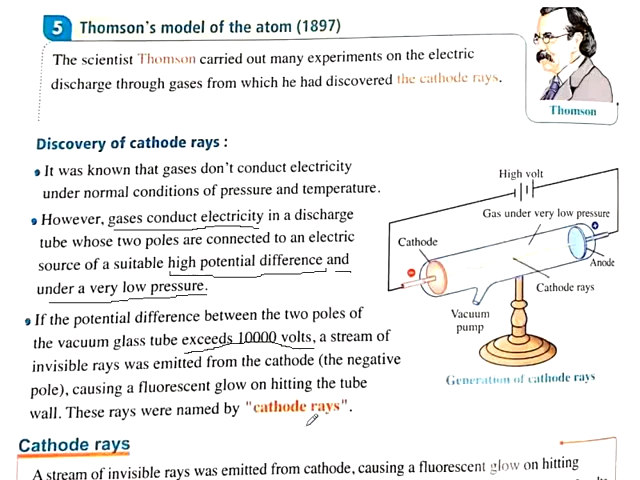 5 Thomson's model of the atom (1897)
The scientist Thomson carried out many experiments on the electric
discharge through gases from which he had discovered the cathode rays.
Thomson
Discovery of cathode rays :
• It was known that gases don't conduct electricity
under normal conditions of pressure and temperature.
• However, gases conduct electricity in a discharge
tube whose two poles are connected to an electric
source of a suitable high potential difference and
under a very low pressure.
• If the potential difference between the two poles of
the vacuum glass tube exceeds 10000 volts, a stream of
invisible rays was emitted from the cathode (the negative
pole), causing a fluorescent glow on hitting the tube
wall. These rays were named by "cathode rays".
High volt
Gas under very low pressure
Cathode
Anode
Cathode rays
Vacuum
pump
Generation of cathode rays
Cathode rays
A stream of invisible rays was emitted from cathode, causing a fluorescent glow on hitting